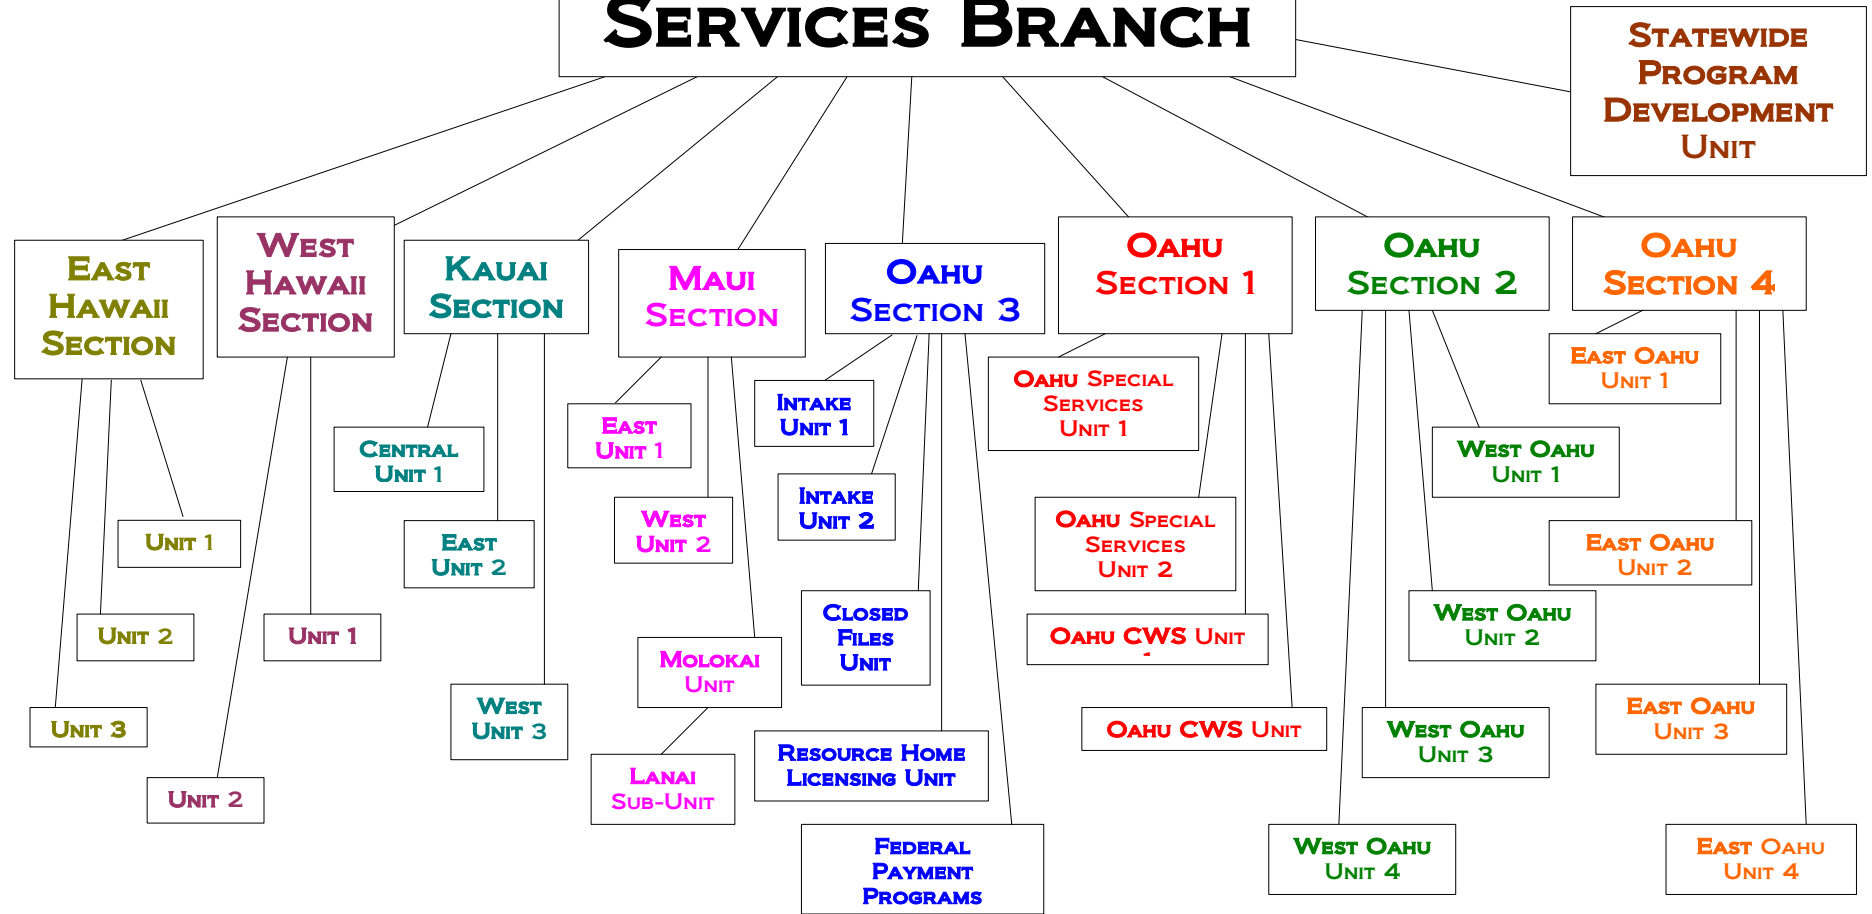 SERVICES BRANCH
STATEWIDE
PROGRAM
DEVELOPMENT
UNIT
EAST
HAWAII
SECTION
WEST
HAWAII
SECTION
KAUAI
SECTION
MAUI
SECTION
OAHU
SECTION 3
OAHU
SECTION 1
OAHU
SECTION 2
OAHU
SECTION 4
UNIT 1
UNIT 2
UNIT 3
UNIT 1
UNIT 2
CENTRAL
UNIT 1
EAST
UNIT 2
WEST
UNIT 3
EAST
UNIT 1
WEST
UNIT 2
MOLOKAI
UNIT
LANAI
SUB-UNIT
INTAKE
UNIT 1
INTAKE
UNIT 2
CLOSED
FILES
UNIT
RESOURCE HOME
LICENSING UNIT
FEDERAL
PAYMENT
PROGRAMS
OAHU SPECIAL
SERVICES
UNIT 1
OAHU SPECIAL
SERVICES
UNIT 2
OAHU CWS UNIT
OAHU CWS UNIT
WEST OAHU
UNIT 1
WEST OAHU
UNIT 2
WEST OAHU
UNIT 3
WEST OAHU
UNIT 4
EAST OAHU
UNIT 1
EAST OAHU
UNIT 2
EAST OAHU
UNIT 3
EAST OAHU
UNIT 4